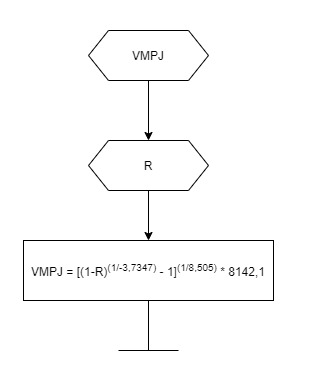 VMPJ
R
VMPJ = [(1-R)^(1/-3,7347) - 1]^(1/8,505) * 8142,1